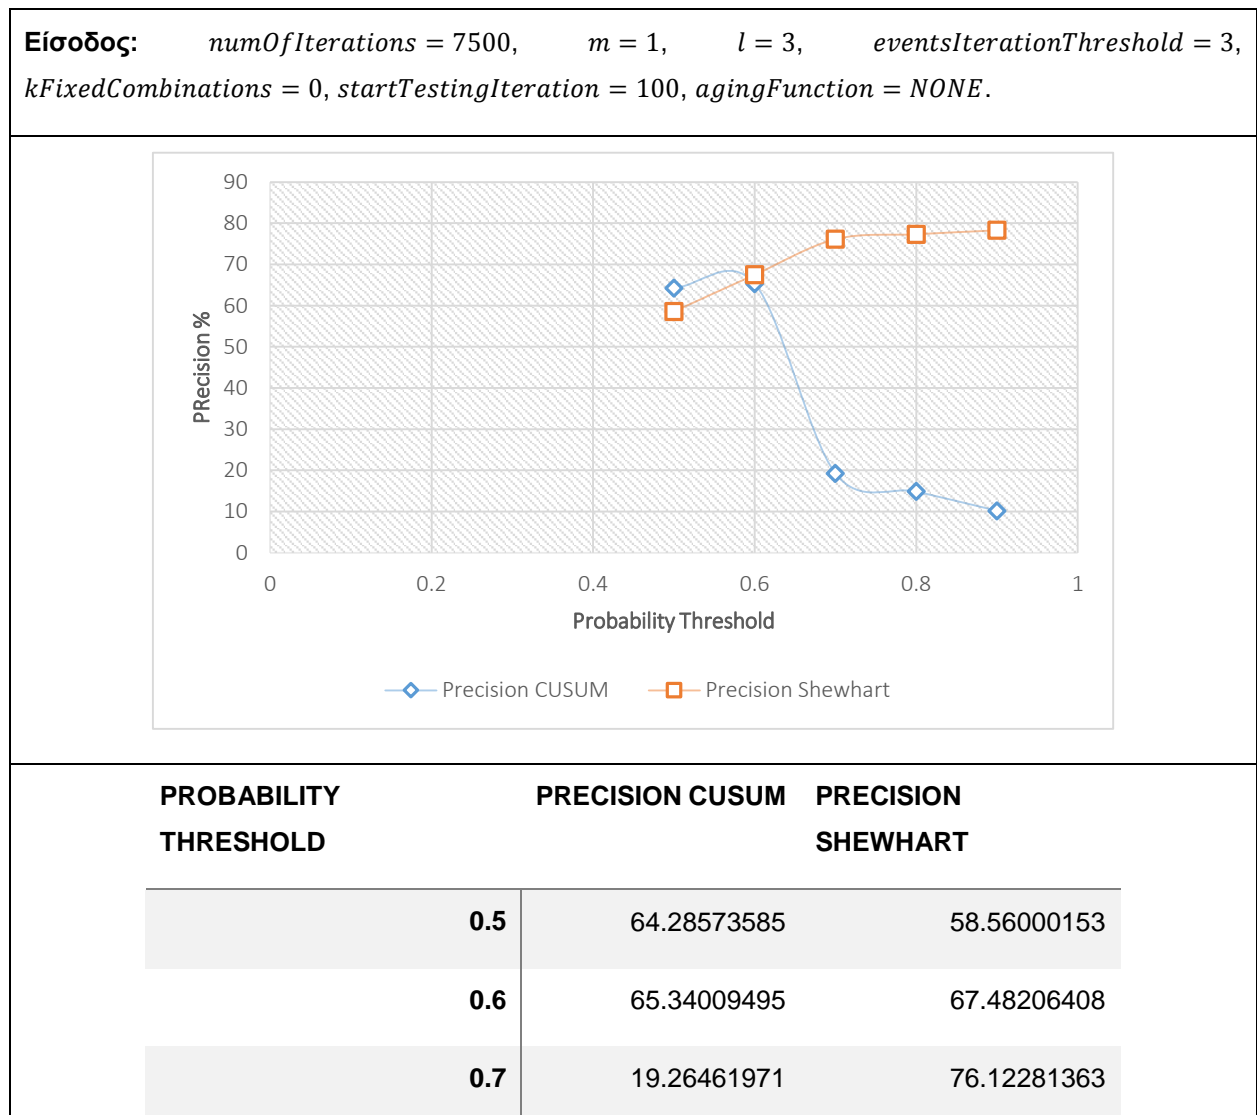 Είσοδος: numOfIterations = 7500, m = 1, l = 3, eventsIterationThreshold = 3,
kFixedCombinations = 0, startTestingIteration = 100, agingFunction = NONE.
90
80
70
60
50
40
30
20
10
0
PRecision %
0 0.2 0.4 0.6 0.8 1
Probability Threshold
Precision CUSUM Precision Shewhart
PROBABILITY PRECISION CUSUM PRECISION
THRESHOLD SHEWHART
0.5 64.28573585 58.56000153
0.6 65.34009495 67.48206408
0.7 19.26461971 76.12281363